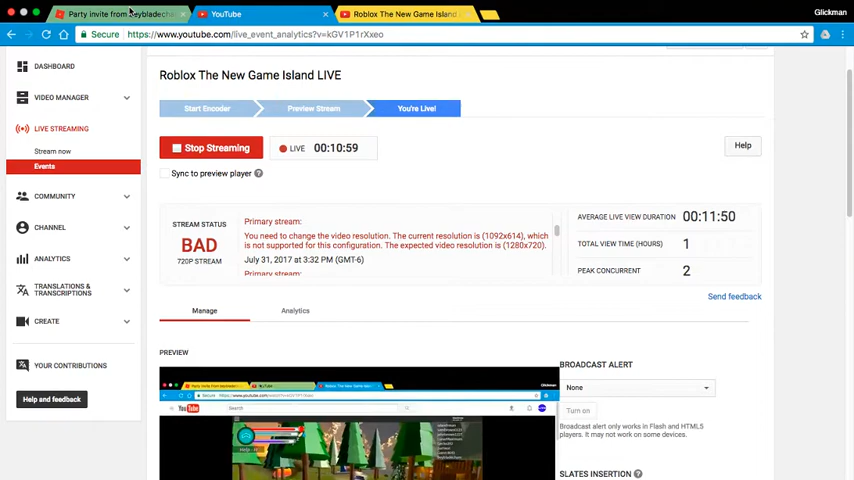 Party invite from beybladecha
YouTube
Roblox The New Game Island
Glickman
Secure
https://www.youtube.com/live_event_analytics?v=kGV1P1rXxeo
DASHBOARD
VIDEO MANAGER
LIVE STREAMING
Stream now
Events
COMMUNITY
CHANNEL
ANALYTICS
TRANSLATIONS &
TRANSCRIPTIONS
CREATE
YOUR CONTRIBUTIONS
Help and feedback
Roblox The New Game Island LIVE
Start Encoder
Preview Stream
You're Live!
Stop Streaming
LIVE 00:10:59
Help
Sync to preview player ?
STREAM STATUS
BAD
720P STREAM
Primary stream:
You need to change the video resolution. The current resolution is (1092x614), which
is not supported for this configuration. The expected video resolution is (1280x720).
July 31, 2017 at 3:32 PM (GMT-6)
Primary stream:
AVERAGE LIVE VIEW DURATION 00:11:50
TOTAL VIEW TIME (HOURS) 1
PEAK CONCURRENT 2
Send feedback
Manage
Analytics
PREVIEW
YouTube
Glickman
You Tube
Search
Help - H
BROADCAST ALERT
None
Turn on
Broadcast alert only works in Flash and HTML5
players. It may not work on some devices.
SLATES INSERTION ?